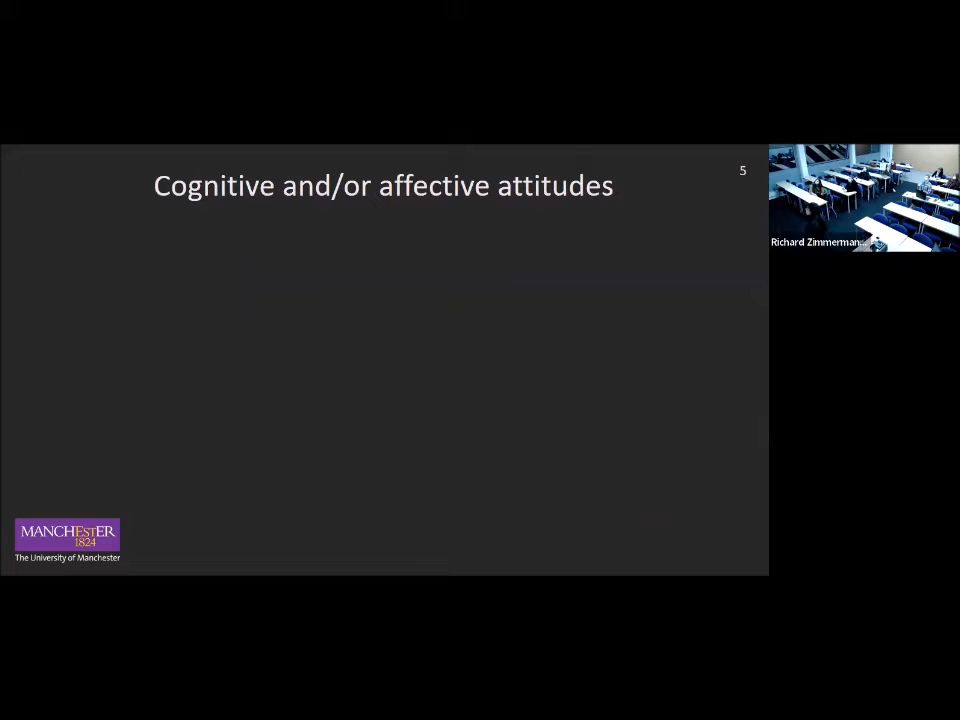 Cognitive and/or affective attitudes
5
Richard Zimmerman...
MANCHESTER
1824
The University of Manchester